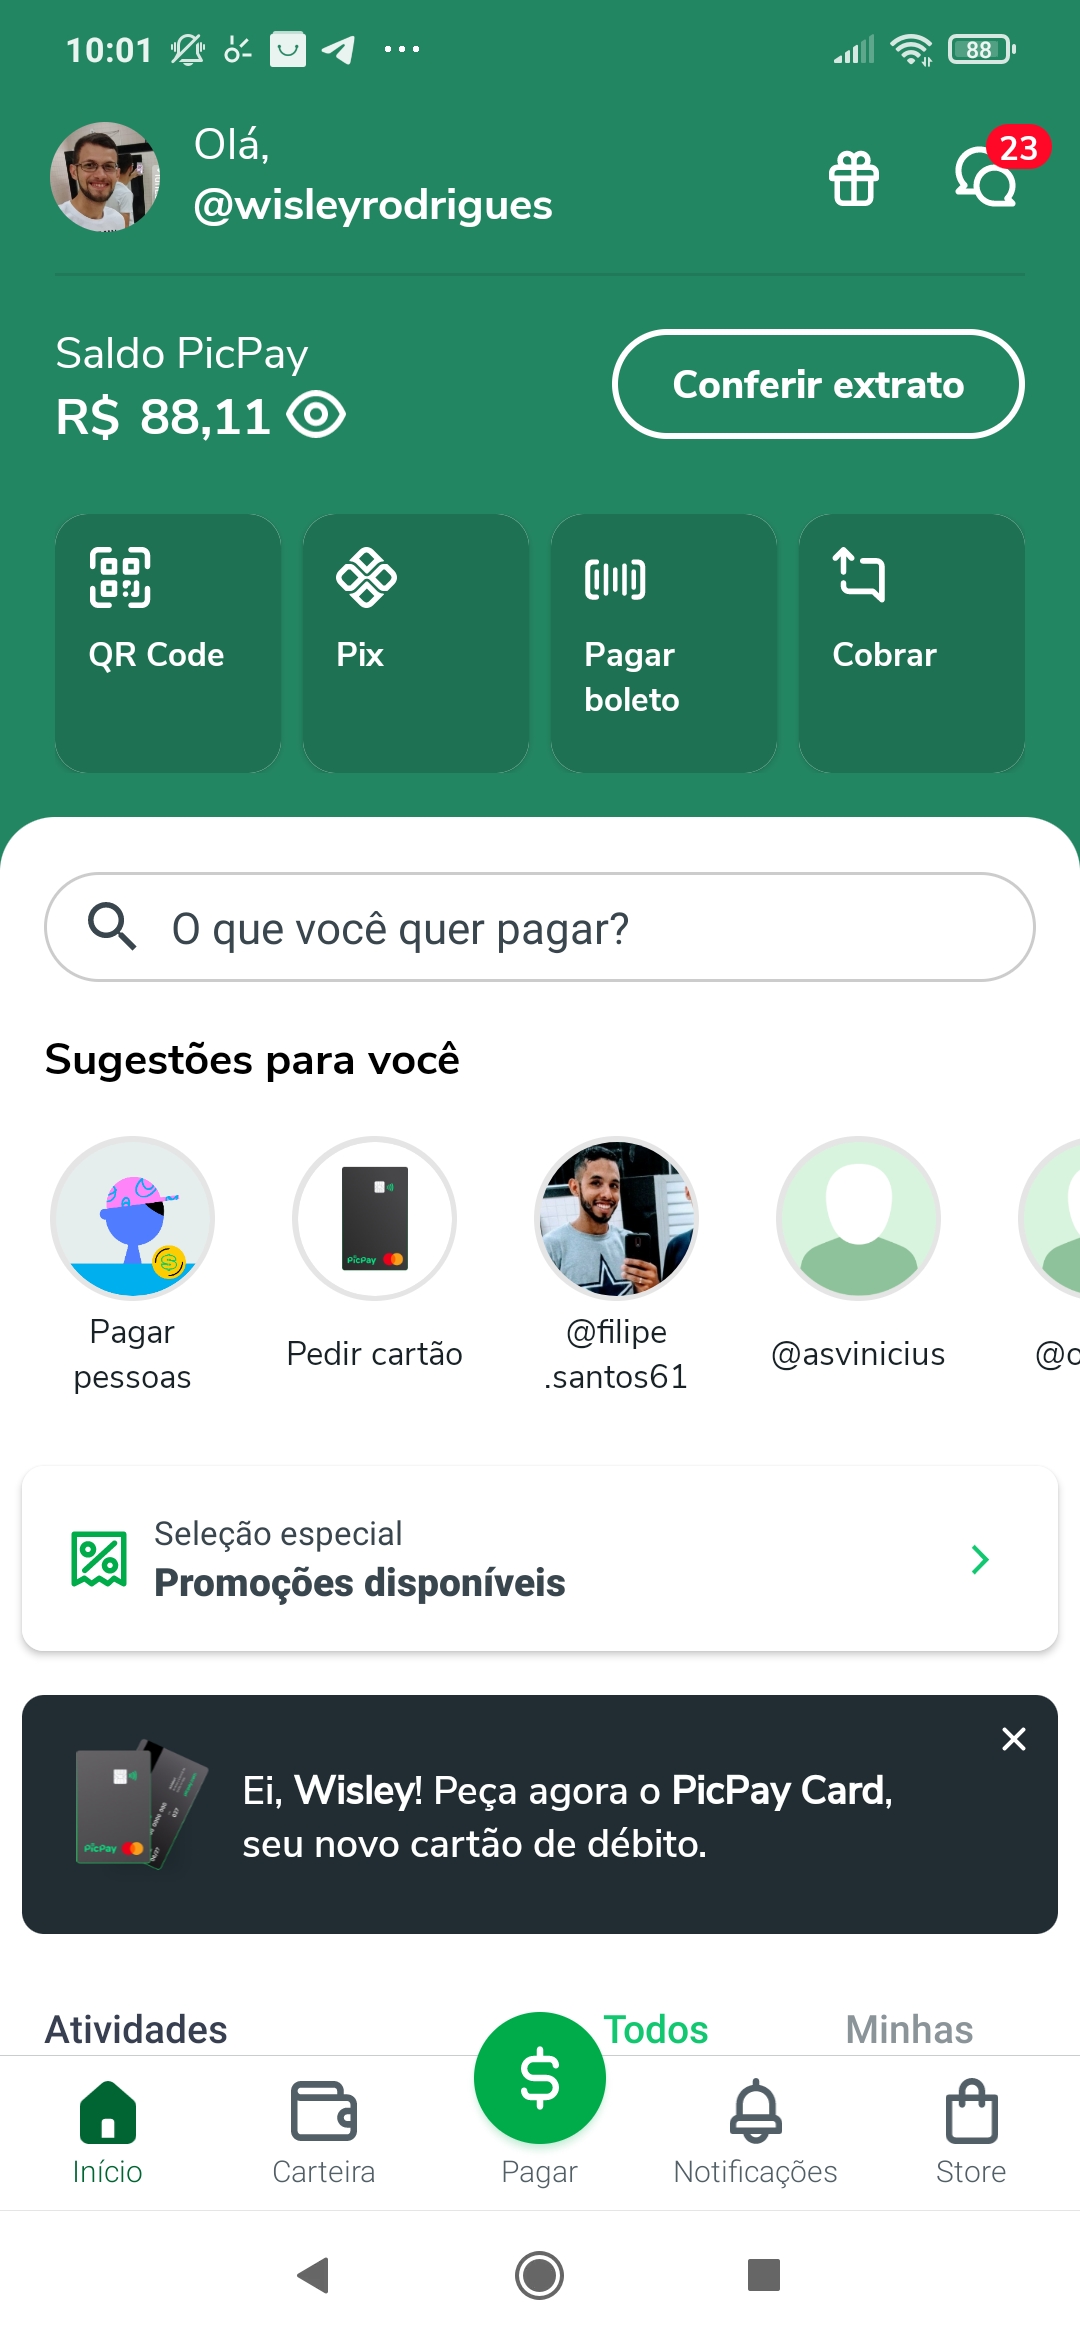 10:01
88
Olá,
@wisleyrodrigues
23
Saldo PicPay
R$ 88,11
Conferir extrato
QR Code
Pix
Pagar
boleto
Cobrar
O que você quer pagar?
Sugestões para você
PicPay
Pagar
pessoas
Pedir cartão
@filipe
.santos61
@asvinicius
Seleção especial
Promoções disponíveis
PicPay
Ei, Wisley! Peça agora o PicPay Card,
seu novo cartão de débito.
Atividades
Todos
Minhas
Início
Carteira
Pagar
Notificações
Store